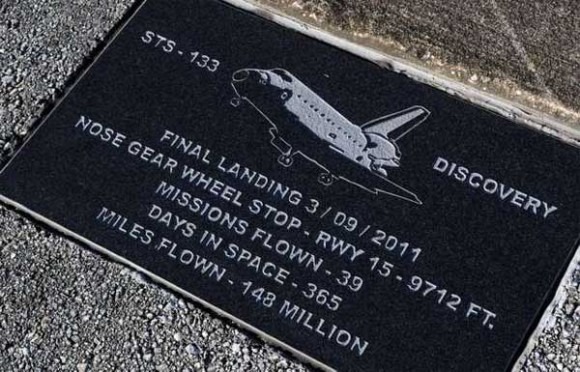 STS - 133
DISCOVERY
FINAL LANDING 3 / 09 / 2011
NOSE GEAR WHEEL STOP - RWY 15 - 9712 FT.
MISSIONS FLOWN - 39
DAYS IN SPACE - 365
MILES FLOWN - 148 MILLION